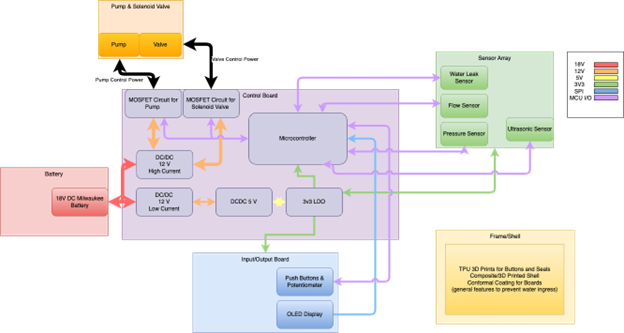 Pump & Solenoid Valve
Pump
Valve
Pump Control Power
Valve Control Power
Control Board
MOSFET Circuit for
Pump
MOSFET Circuit for
Solenoid Valve
Microcontroller
DC/DC
12 V
High Current
DC/DC
12 V
Low Current
DCDC 5 V
3v3 LDO
Battery
18V DC Milwaukee
Battery
Input/Output Board
Push Buttons &
Potentiometer
OLED Display
Sensor Array
Water Leak
Sensor
Flow Sensor
Pressure Sensor
Ultrasonic Sensor
18V
12V
5V
3V3
SPI
MCU I/O
Frame/Shell
TPU 3D Prints for Buttons and Seals
Composite/3D Printed Shell
Conformal Coating for Boards
(general features to prevent water ingress)